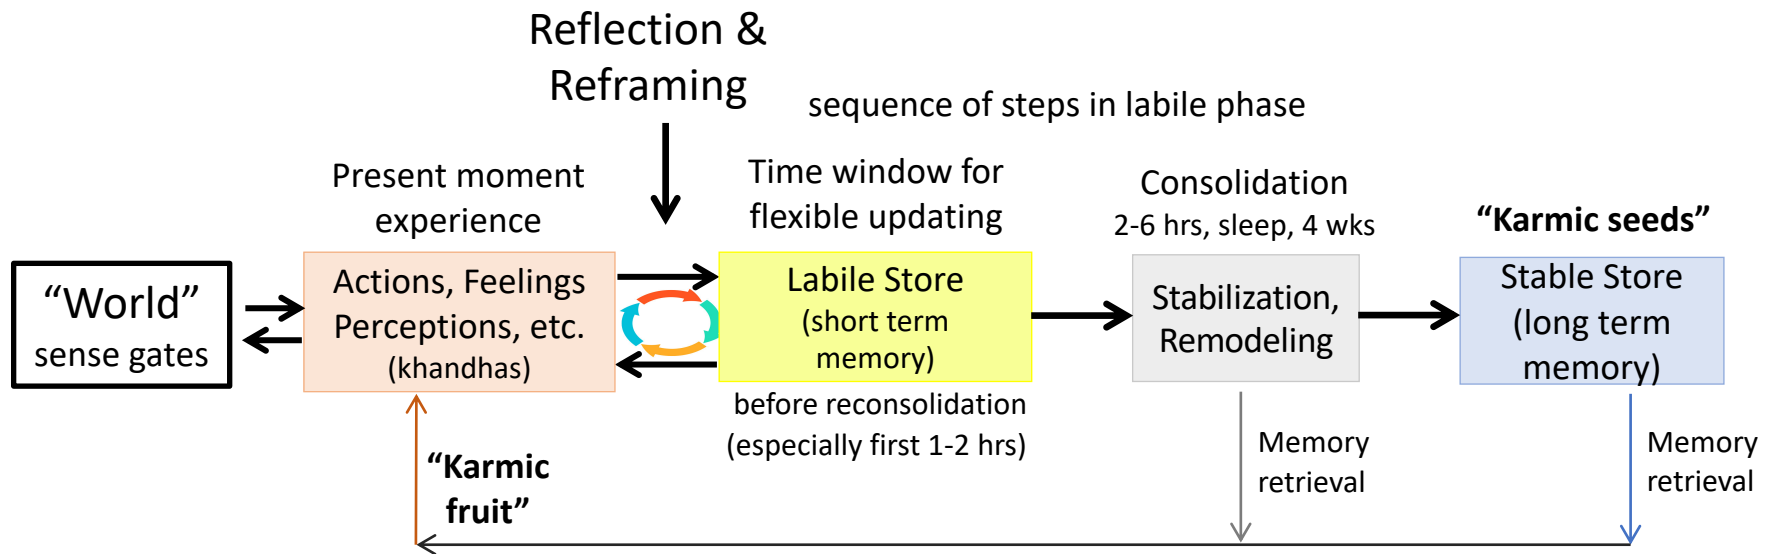 Reflection &
Reframing
sequence of steps in labile phase
Present moment
experience
Time window for
flexible updating
Consolidation
2-6 hrs, sleep, 4 wks
“Karmic seeds”
“World”
sense gates
Actions, Feelings
Perceptions, etc.
(khandhas)
Labile Store
(short term
memory)
Stabilization,
Remodeling
Stable Store
(long term
memory)
before reconsolidation
(especially first 1-2 hrs)
“Karmic
fruit”
Memory
retrieval
Memory
retrieval